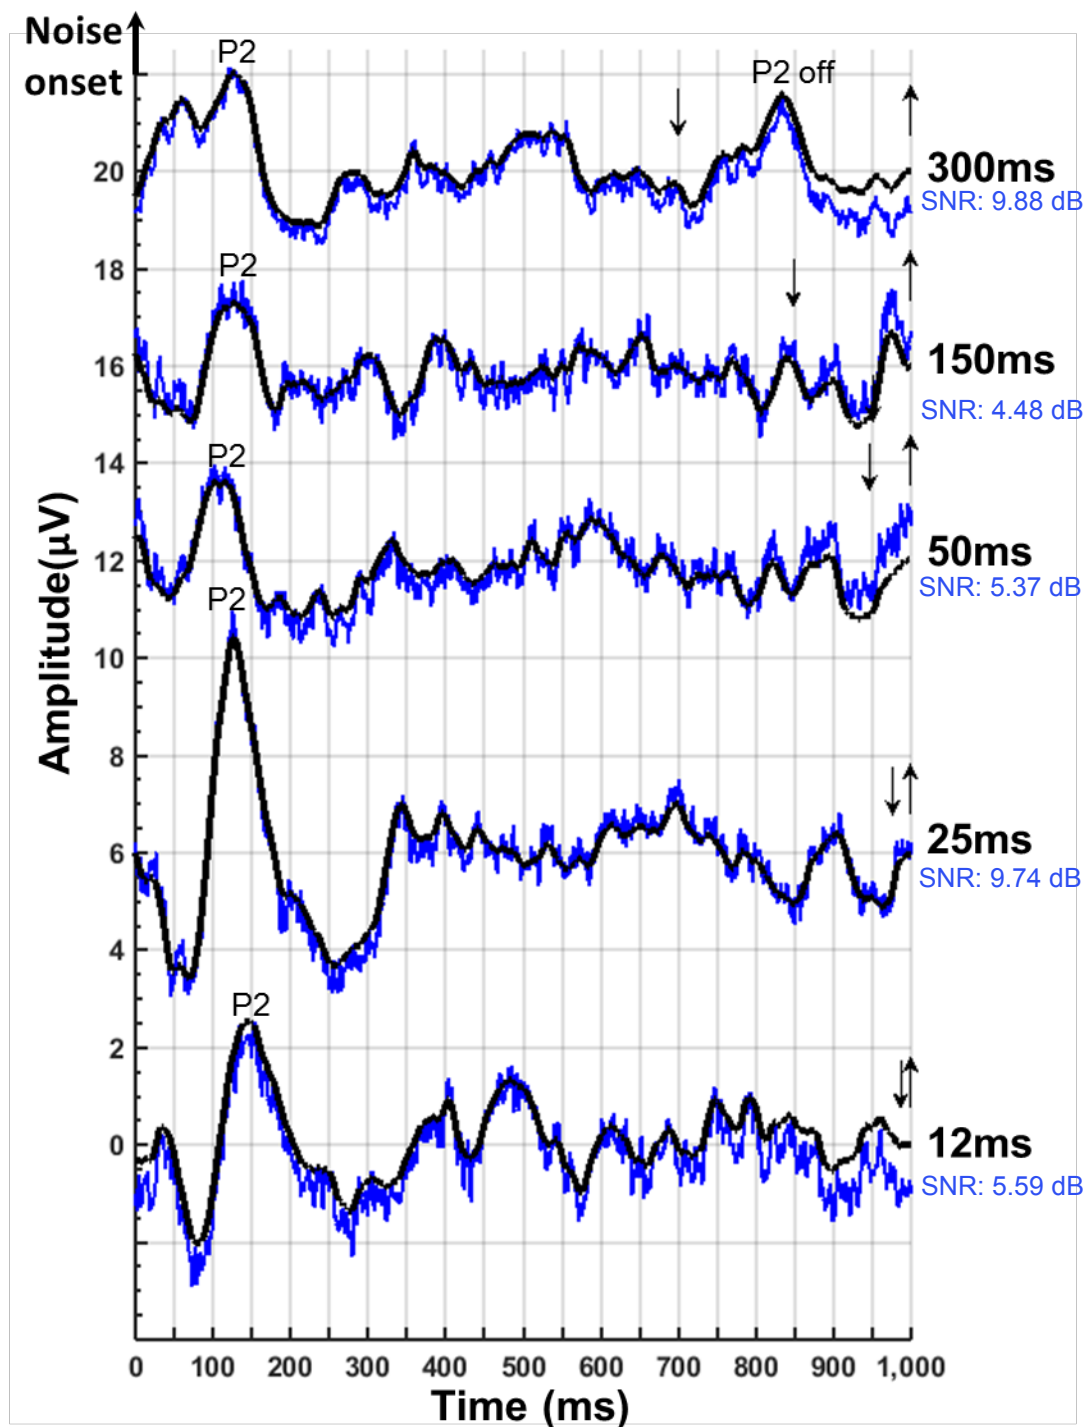 Noise
onset
P2
P2 off
20
300ms
SNR: 9.88 dB
18
P2
16
150ms
SNR: 4.48 dB
14
P2
12
50ms
SNR: 5.37 dB
P2
10
8
6
25ms
SNR: 9.74 dB
4
P2
2
0
12ms
SNR: 5.59 dB
Amplitude(µV)
0 100 200 300 400 500 600 700 800 900 1,000
Time (ms)